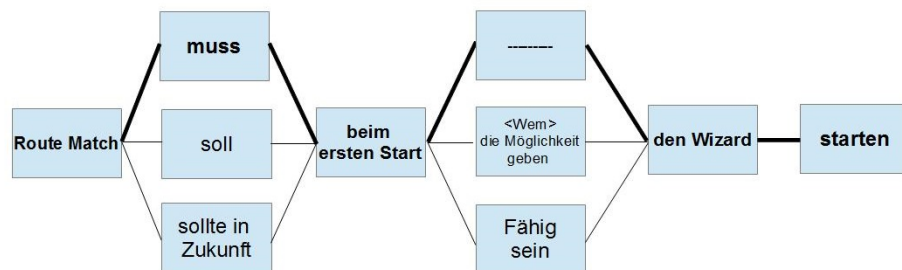 Route Match
muss
soll
sollte in
Zukunft
beim
ersten Start
---------
<Wem>
die Möglichkeit
geben
Fähig
sein
den Wizard
starten